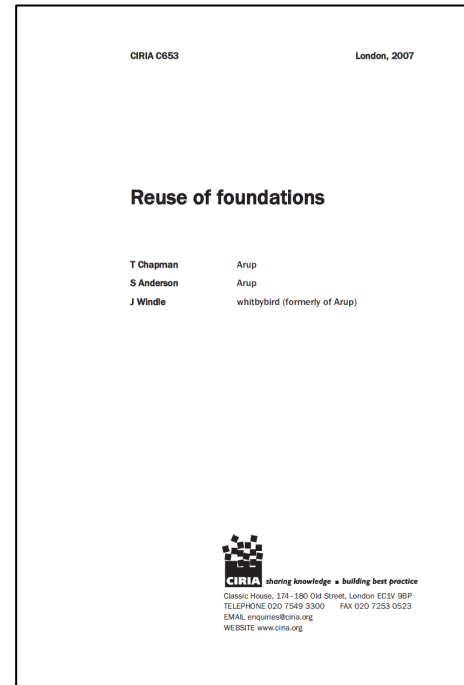 CIRIA C653 London, 2007
Reuse of foundations
T Chapman Arup
S Anderson Arup
J Windle whitbybird (formerly of Arup)
CIRIA sharing knowledge ■ building best practice
Classic House, 174–180 Old Street, London EC1V 9BP
TELEPHONE 020 7549 3300 FAX 020 7253 0523
EMAIL enquiries@ciria.org
WEBSITE www.ciria.org